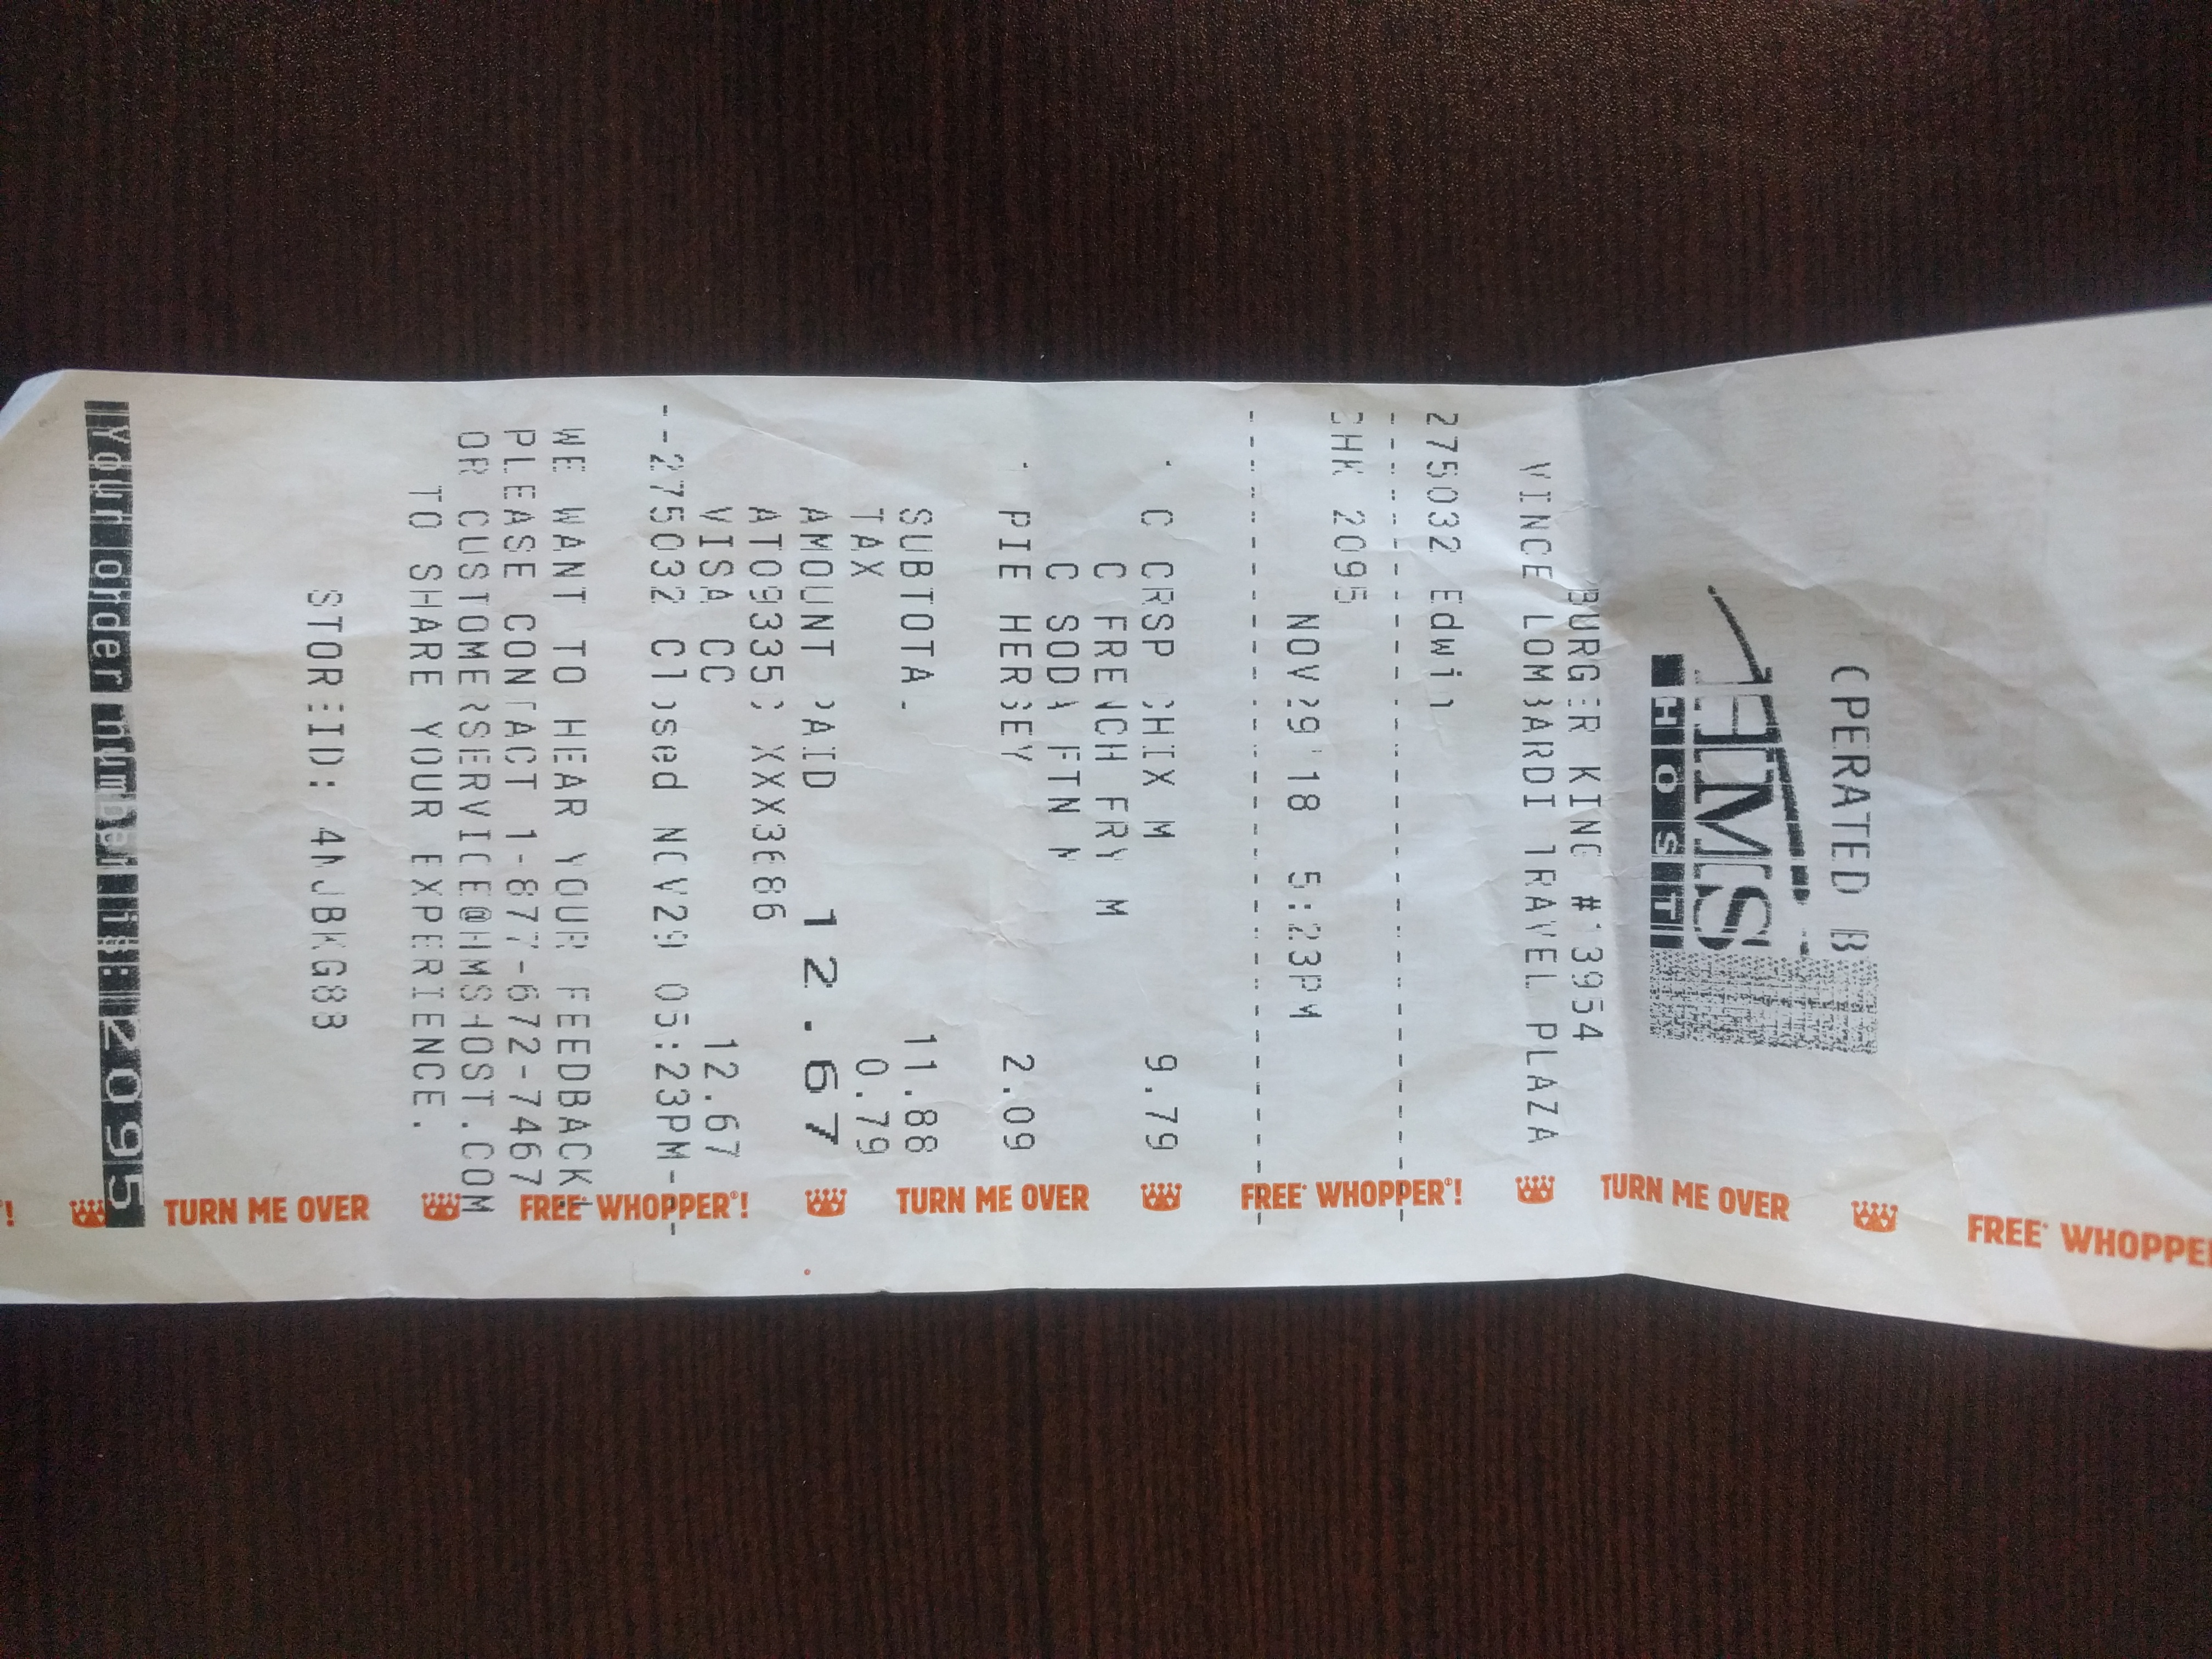 OPERATED B
HMS
HOST
BURGER KING #13954
VINCE LOMBARDI TRAVEL PLAZA
275032 Edwin
CHK 2095
NOV29'18 5:23PM
C CRSP CHIX M 9.79
C FRENCH FRY M
C SODA FTN M
PIE HERSEY 2.09
SUBTOTAL 11.88
TAX 0.79
AMOUNT PAID 12.67
VISA CC 12.67
--275032 Closed NOV29 05:23PM--
WE WANT TO HEAR YOUR FEEDBACK!
PLEASE CONTACT 1-877-672-7467
OR CUSTOMERSERVICE@HMSHOST.COM
TO SHARE YOUR EXPERIENCE.
STOREID: 4NJBKG88
Your order number is: 2095
FREE* WHOPPER
TURN ME OVER
FREE* WHOPPER®!
TURN ME OVER
FREE* WHOPPER®!
TURN ME OVER